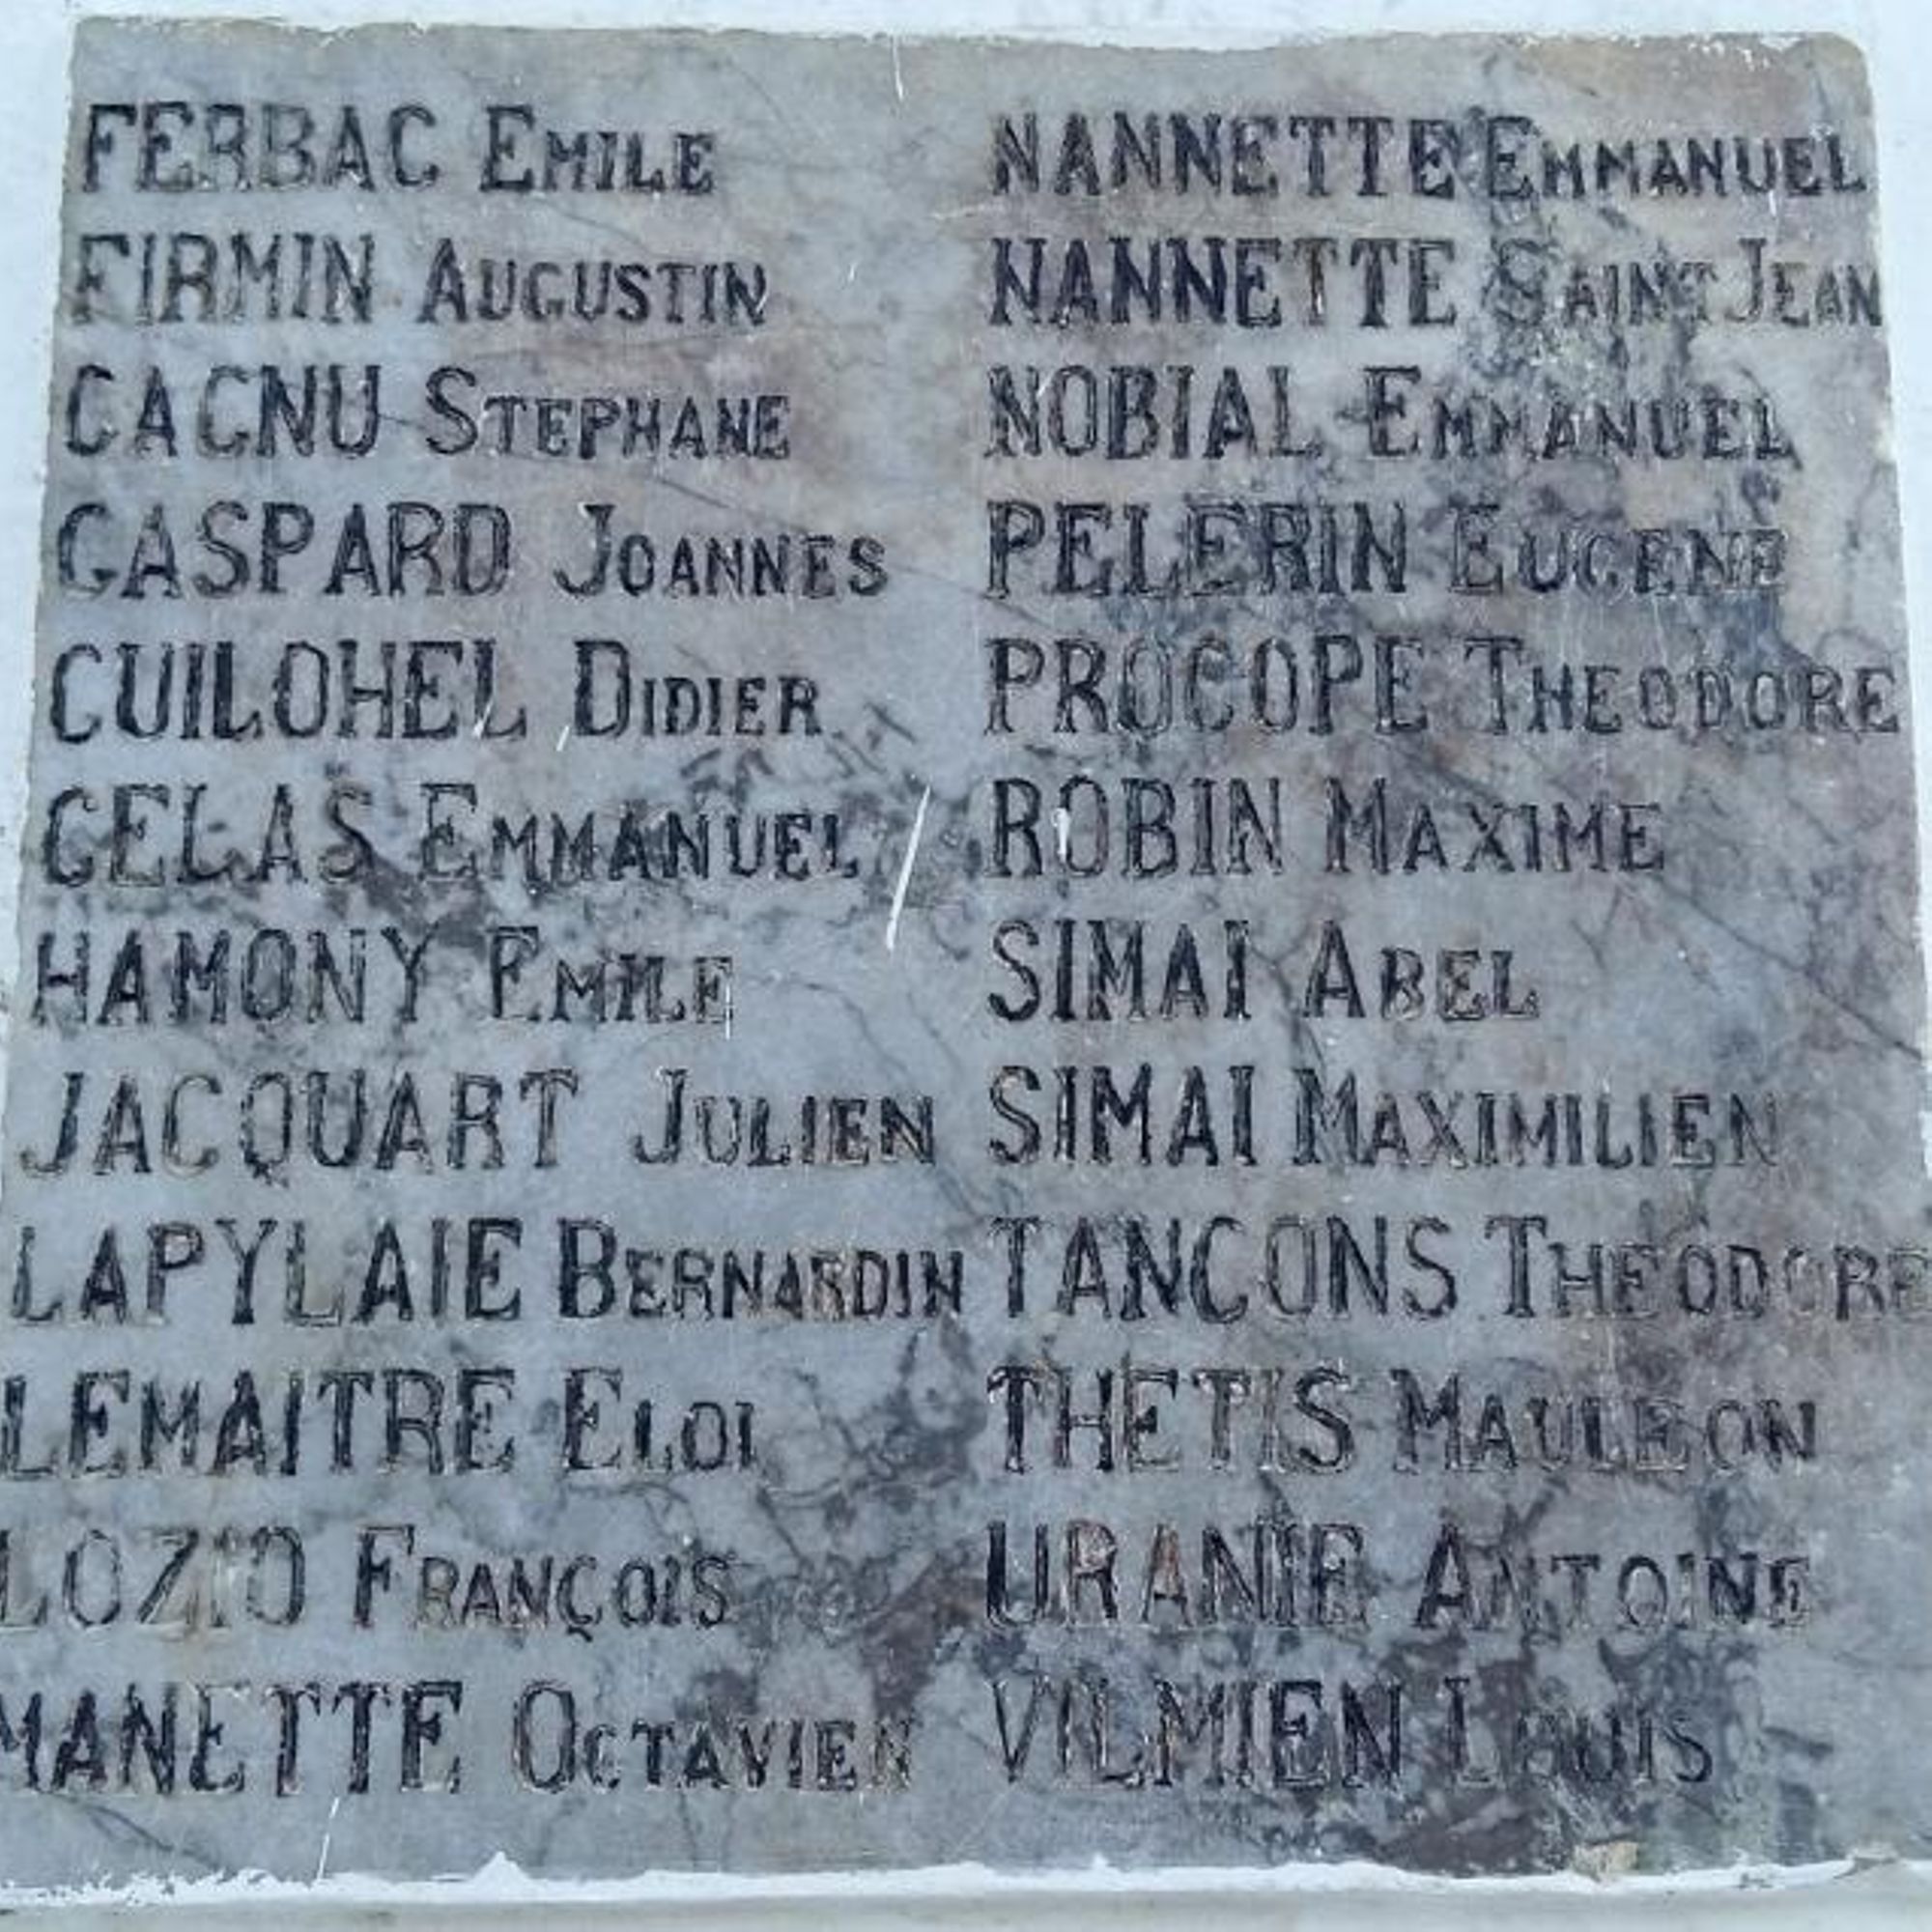 FERBAC EMILE
FIRMIN AUGUSTIN
GAGNU STEPHANE
GASPARD JOANNES
GUILOHEL DIDIER
GELAS EMMANUEL
HAMONY EMILE
JACQUART JULIEN
LAPYLAIE BERNARDIN
LEMAITRE ELOI
LOZIO FRANÇOIS
MANETTE OCTAVIEN
NANNETTE EMMANUEL
NANNETTE SAINT JEAN
NOBIAL EMMANUEL
PELERIN EUGENE
PROCOPE THEODORE
ROBIN MAXIME
SIMAI ABEL
SIMAI MAXIMILIEN
TANGONS THEODORE
THETIS MAULEON
URANIE ANTOINE
VILMIEN LOUIS